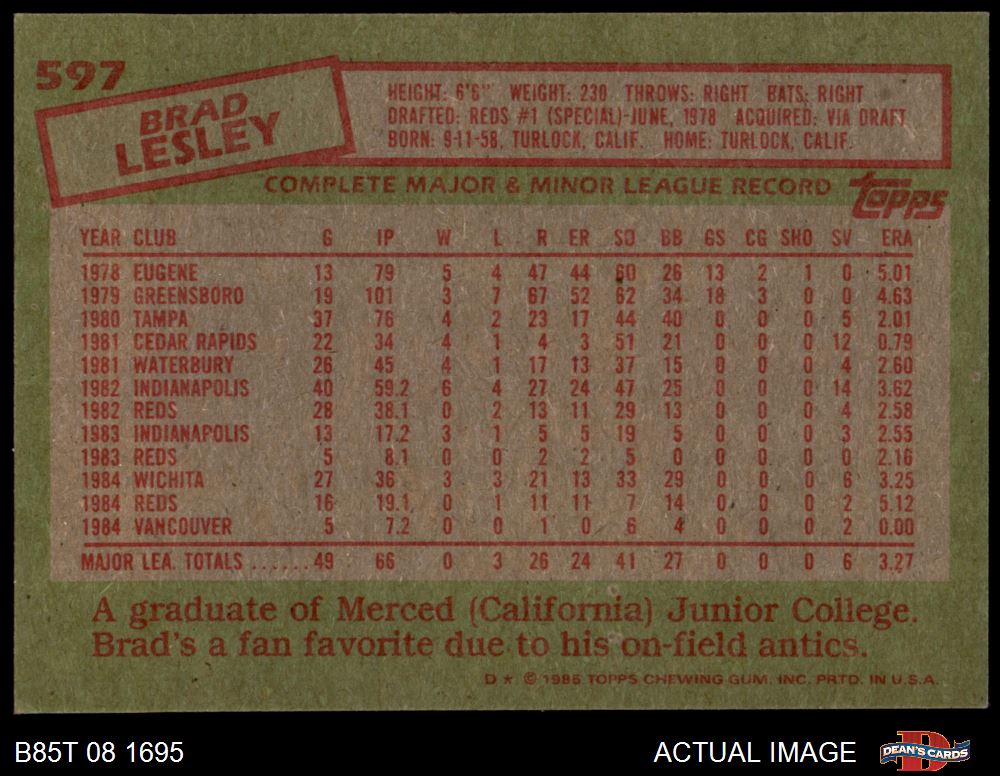 597
BRAD
LESLEY
HEIGHT: 6'6" WEIGHT: 230 THROWS: RIGHT BATS: RIGHT
DRAFTED: REDS #1 (SPECIAL)-JUNE, 1978 ACQUIRED: VIA DRAFT
BORN: 9-11-58, TURLOCK, CALIF. HOME: TURLOCK, CALIF.
COMPLETE MAJOR & MINOR LEAGUE RECORD
topps
YEAR CLUB G IP W L R ER SO BB GS CG SHO SV ERA
1978 EUGENE 13 79 5 4 47 44 60 26 13 2 1 0 5.01
1979 GREENSBORO 19 101 3 7 67 52 62 34 18 3 0 0 4.63
1980 TAMPA 37 76 4 2 23 17 44 40 0 0 0 5 2.01
1981 CEDAR RAPIDS 22 34 4 1 4 3 51 21 0 0 0 12 0.79
1981 WATERBURY 26 45 4 1 17 13 37 15 0 0 0 4 2.60
1982 INDIANAPOLIS 40 59.2 6 4 27 24 47 25 0 0 0 14 3.62
1982 REDS 28 38.1 0 2 13 11 29 13 0 0 0 4 2.58
1983 INDIANAPOLIS 13 17.2 3 1 5 5 19 5 0 0 0 3 2.55
1983 REDS 5 8.1 0 0 2 2 5 0 0 0 0 0 2.16
1984 WICHITA 27 36 3 3 21 13 33 29 0 0 0 6 3.25
1984 REDS 16 19.1 0 1 11 11 7 14 0 0 0 2 5.12
1984 VANCOUVER 5 7.2 0 0 1 0 6 4 0 0 0 2 0.00
MAJOR LEA. TOTALS ......49 66 0 3 26 24 41 27 0 0 0 6 3.27
A graduate of Merced (California) Junior College.
Brad's a fan favorite due to his on-field antics.
D * © 1985 TOPPS CHEWING GUM, INC. PRTD. IN U.S.A.
B85T 08 1695 ACTUAL IMAGE D DEAN'S CARDS